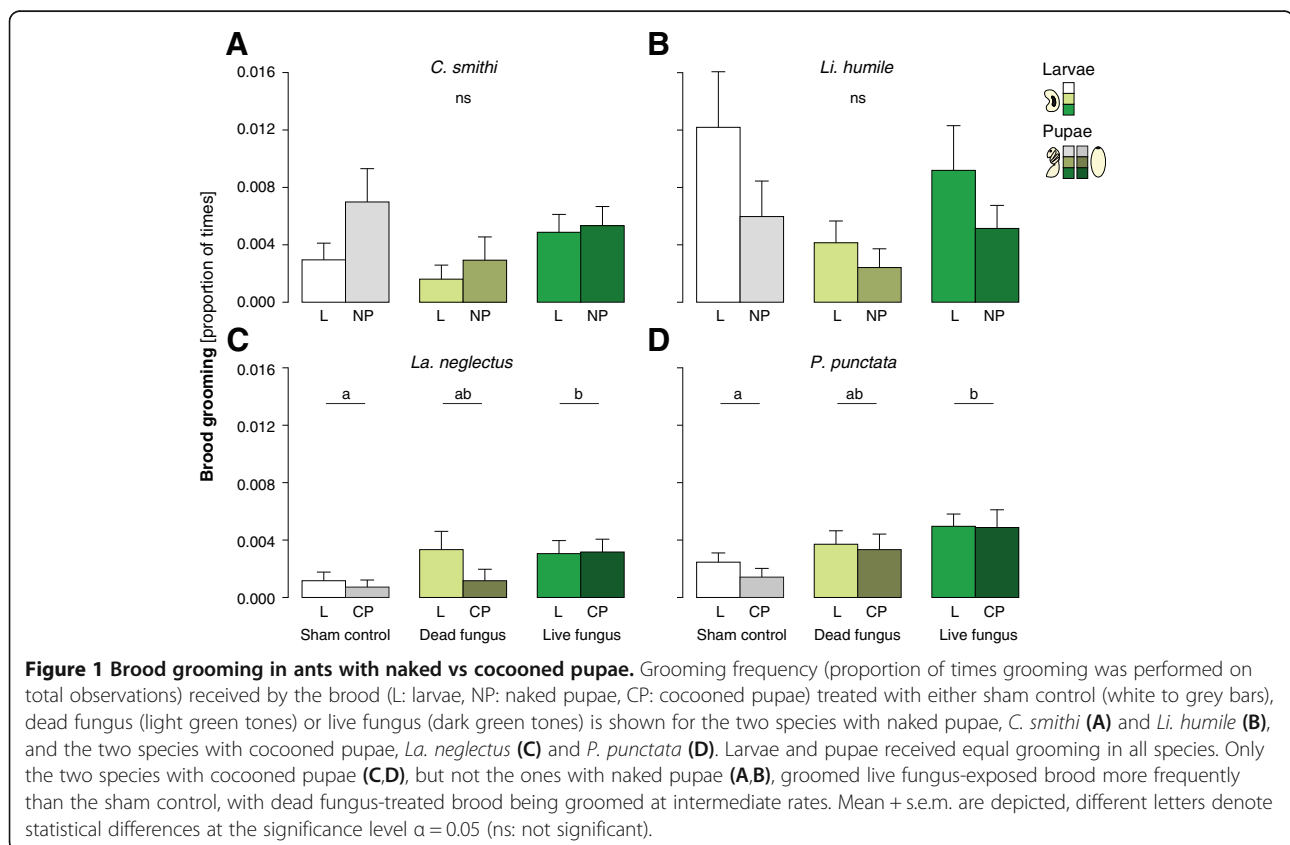 A
B
C. smithi
Li. humile
ns
ns
Larvae
Pupae
Brood grooming [proportion of times]
0.016
0.012
0.008
0.004
0.000
L NP L NP L NP
L NP L NP L NP
C
D
La. neglectus
P. punctata
a ab b
a ab b
0.016
0.012
0.008
0.004
0.000
L CP L CP L CP
L CP L CP L CP
Sham control Dead fungus Live fungus
Sham control Dead fungus Live fungus
Figure 1 Brood grooming in ants with naked vs cocooned pupae. Grooming frequency (proportion of times grooming was performed on
total observations) received by the brood (L: larvae, NP: naked pupae, CP: cocooned pupae) treated with either sham control (white to grey bars),
dead fungus (light green tones) or live fungus (dark green tones) is shown for the two species with naked pupae, C. smithi (A) and Li. humile (B),
and the two species with cocooned pupae, La. neglectus (C) and P. punctata (D). Larvae and pupae received equal grooming in all species. Only
the two species with cocooned pupae (C,D), but not the ones with naked pupae (A,B), groomed live fungus-exposed brood more frequently
than the sham control, with dead fungus-treated brood being groomed at intermediate rates. Mean + s.e.m. are depicted, different letters denote
statistical differences at the significance level α = 0.05 (ns: not significant).